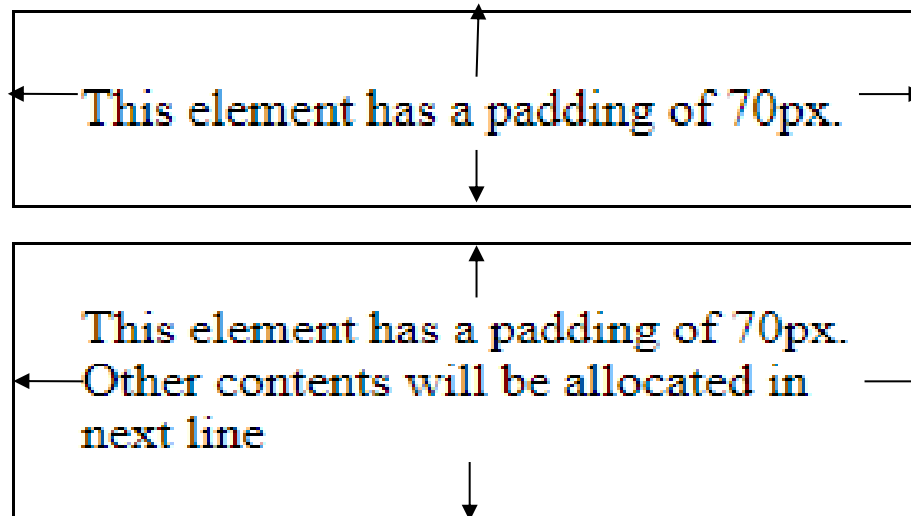 This element has a padding of 70px.
This element has a padding of 70px.
Other contents will be allocated in
next line